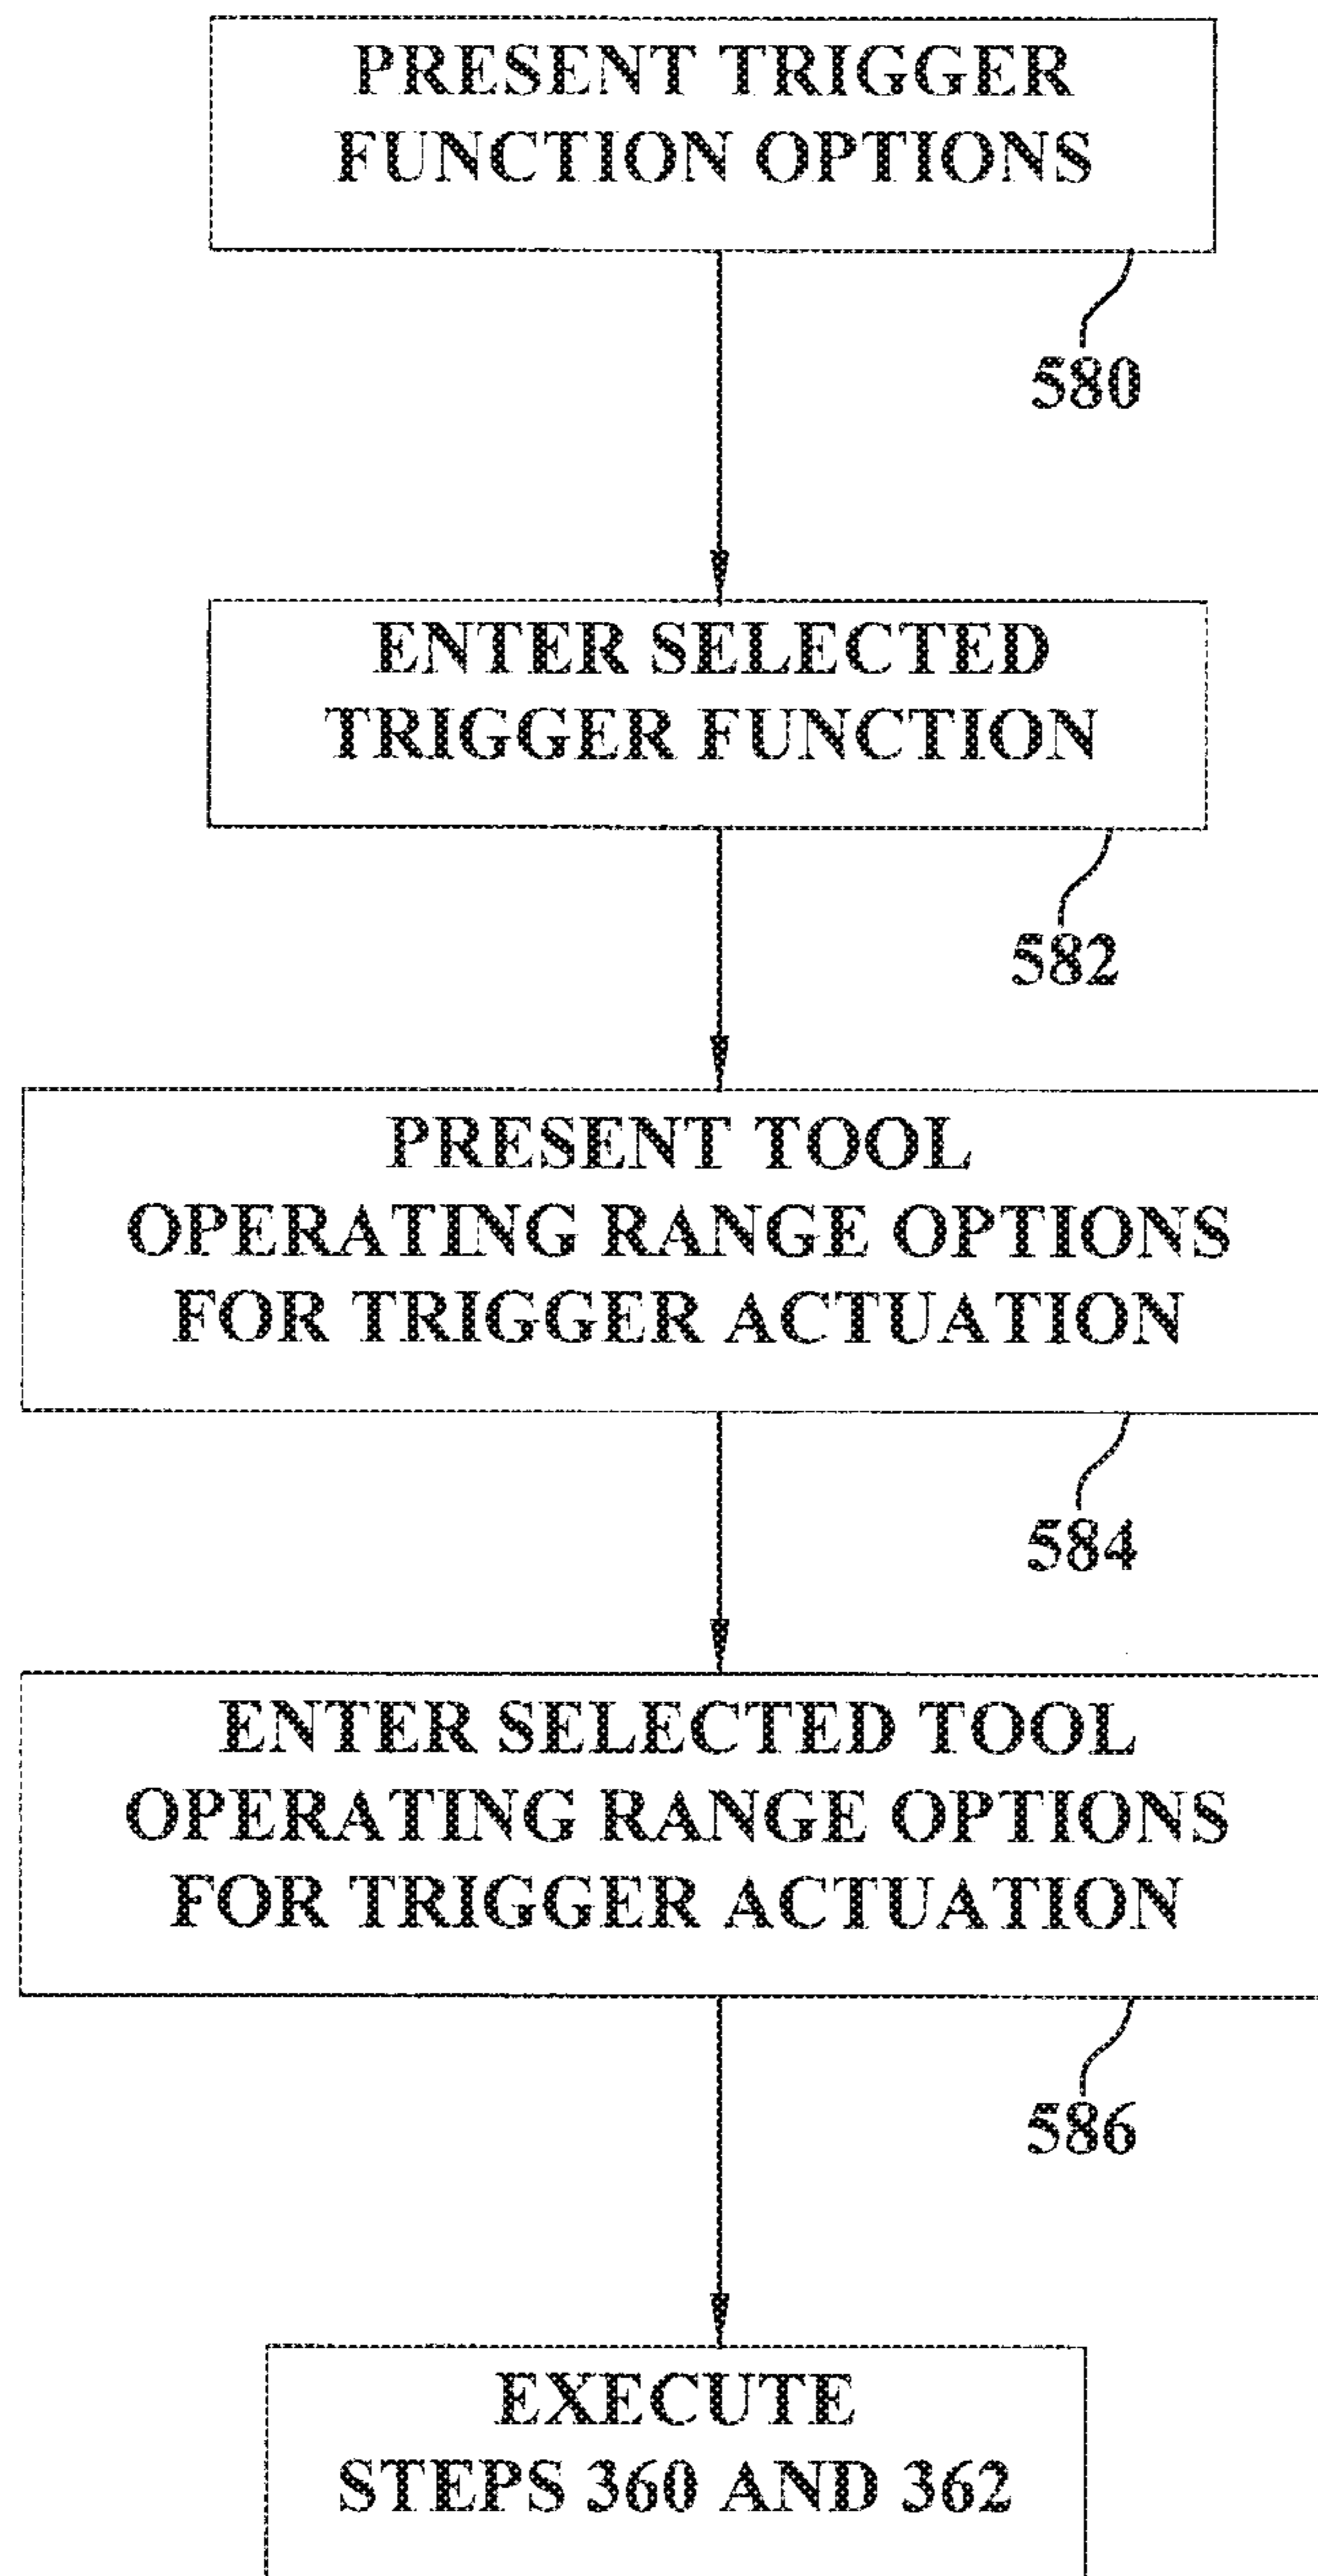 PRESENT TRIGGER
FUNCTION OPTIONS
580
ENTER SELECTED
TRIGGER FUNCTION
582
PRESENT TOOL
OPERATING RANGE OPTIONS
FOR TRIGGER ACTUATION
584
ENTER SELECTED TOOL
OPERATING RANGE OPTIONS
FOR TRIGGER ACTUATION
586
EXECUTE
STEPS 360 AND 362